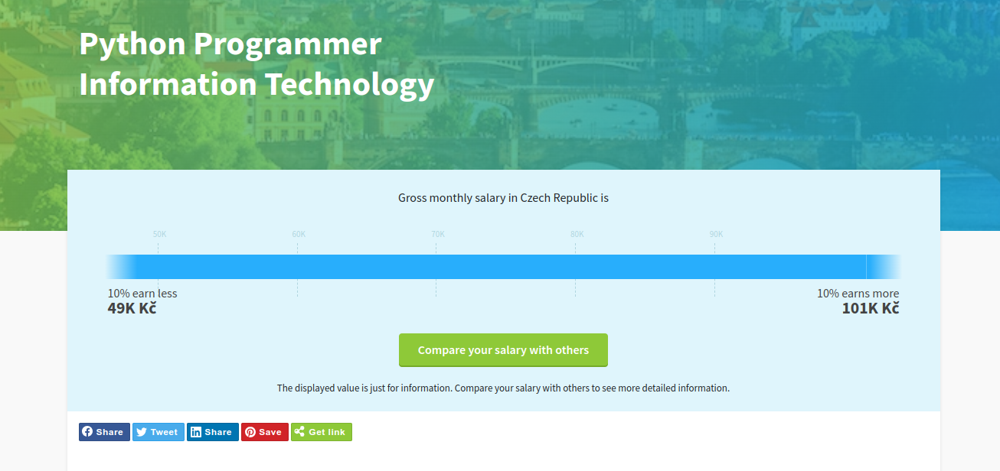 Python Programmer
Information Technology
Gross monthly salary in Czech Republic is
50K 60K 70K 80K 90K
10% earn less 10% earns more
49K Kč 101K Kč
Compare your salary with others
The displayed value is just for information. Compare your salary with others to see more detailed information.
Share Tweet Share Save Get link